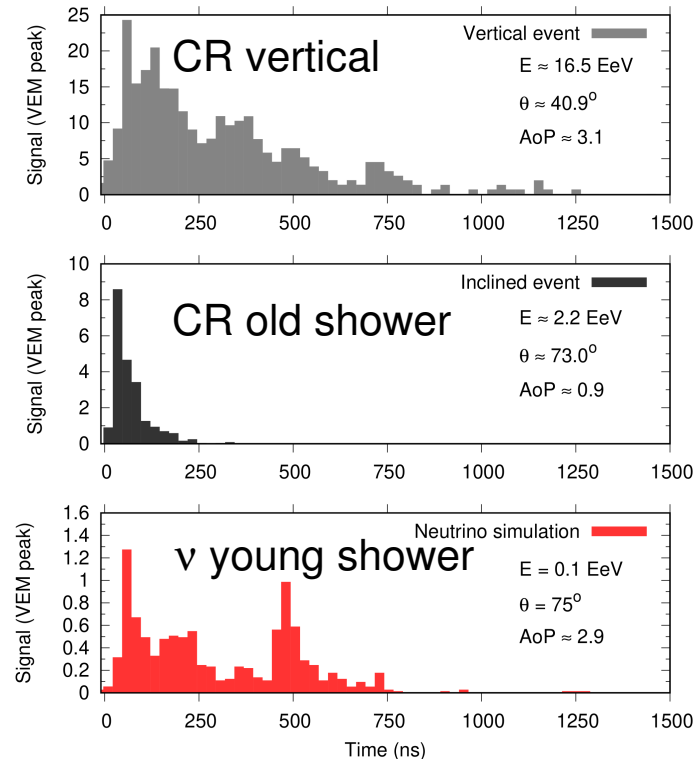 Signal (VEM peak)
25
20
15
10
5
0
CR vertical
Vertical event
E ≈ 16.5 EeV
θ ≈ 40.9°
AoP ≈ 3.1
0 250 500 750 1000 1250 1500
Signal (VEM peak)
10
8
6
4
2
0
CR old shower
Inclined event
E ≈ 2.2 EeV
θ ≈ 73.0°
AoP ≈ 0.9
0 250 500 750 1000 1250 1500
Signal (VEM peak)
1.6
1.4
1.2
1
0.8
0.6
0.4
0.2
0
ν young shower
Neutrino simulation
E = 0.1 EeV
θ = 75°
AoP ≈ 2.9
0 250 500 750 1000 1250 1500
Time (ns)